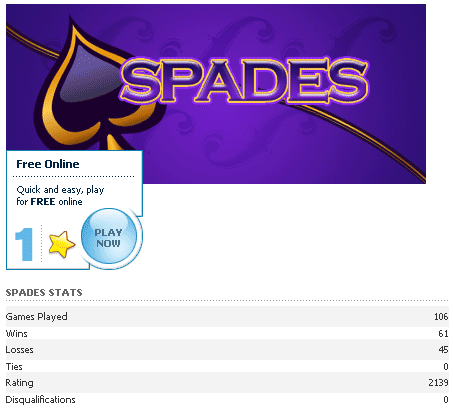 SPADES
Free Online
Quick and easy, play
for FREE online
1
PLAY
NOW
SPADES STATS
Games Played 106
Wins 61
Losses 45
Ties 0
Rating 2139
Disqualifications 0